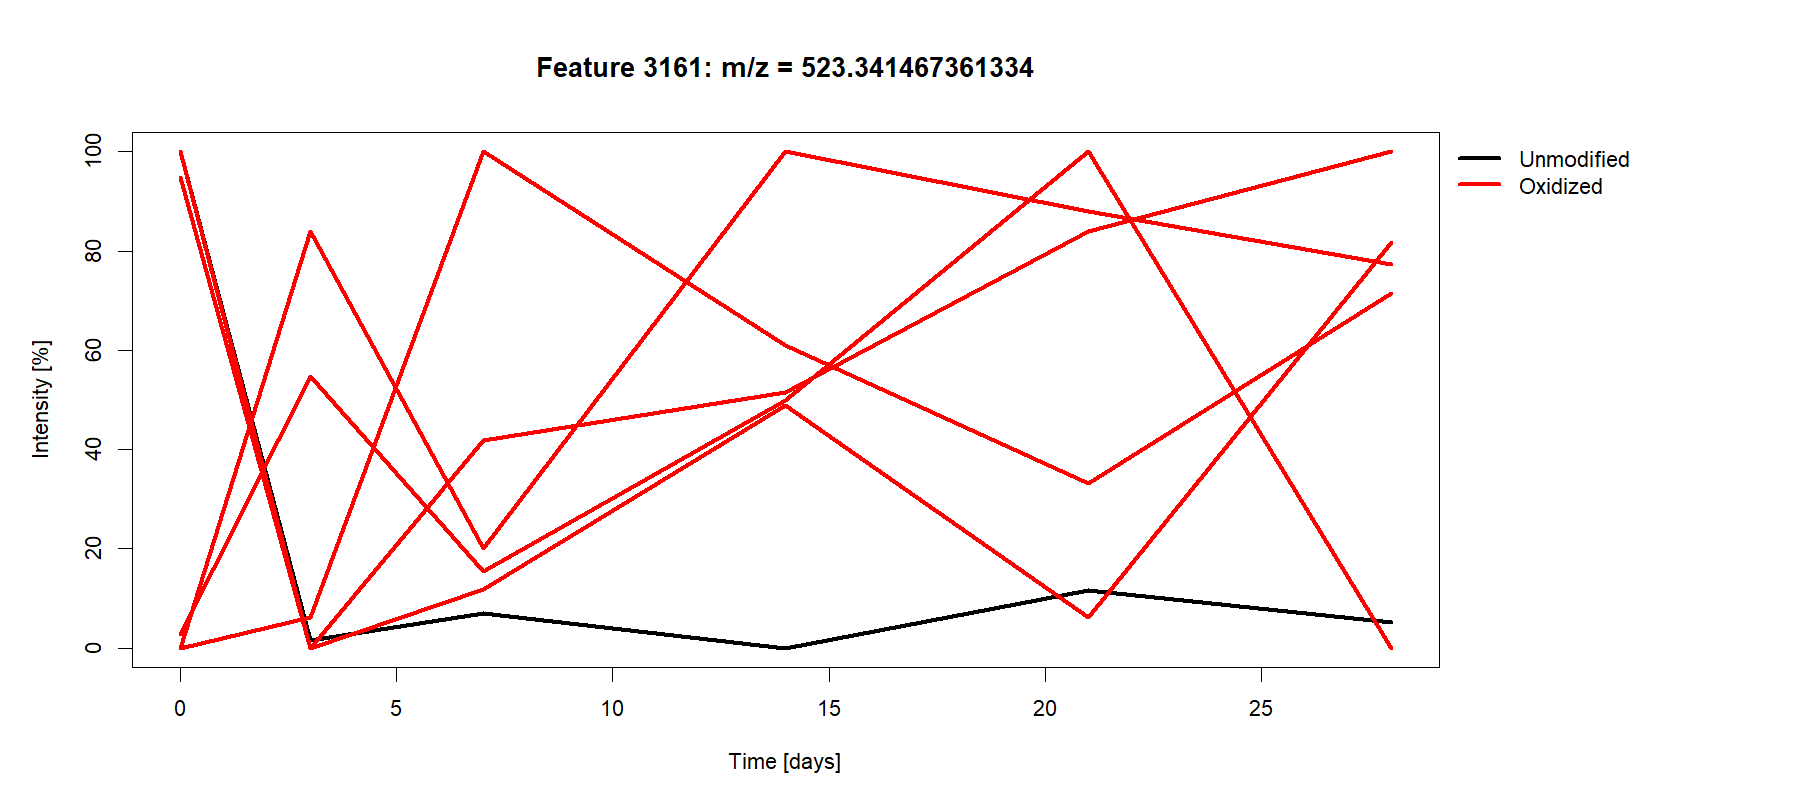 Feature 3161: m/z = 523.341467361334
Unmodified
Oxidized
Intensity [%]
100
80
60
40
20
0
0 5 10 15 20 25
Time [days]